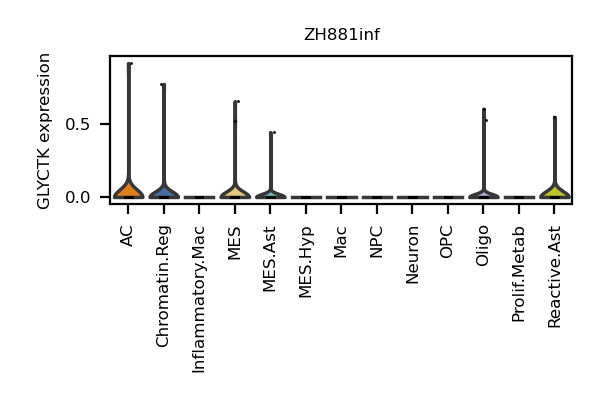 ZH881inf
GLYCTK expression
0.5
0.0
AC
Chromatin.Reg
Inflammatory.Mac
MES
MES.Ast
MES.Hyp
Mac
NPC
Neuron
OPC
Oligo
Prolif.Metab
Reactive.Ast